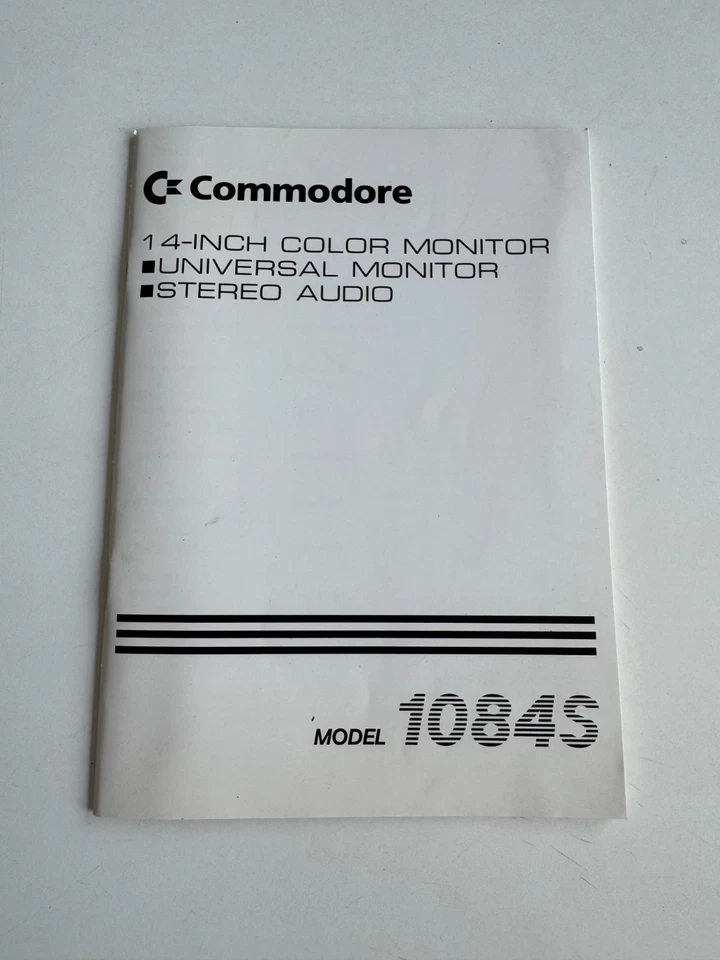 Commodore
14-INCH COLOR MONITOR
■UNIVERSAL MONITOR
■STEREO AUDIO
MODEL 1084S